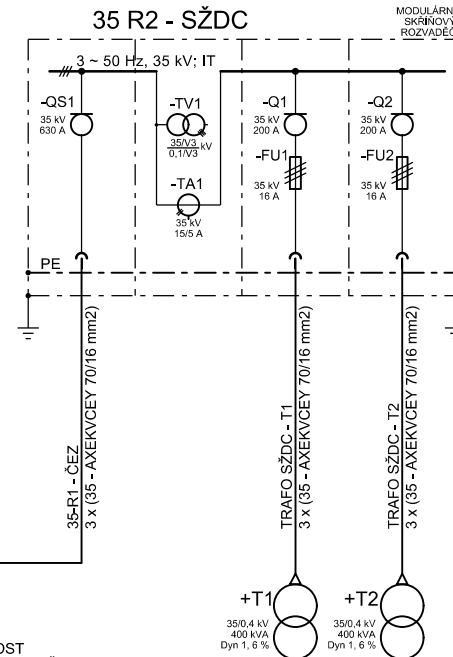 35 R2 - SŽDC
MODULÁRN
SKŘÍŇOVÝ
ROZVADĚČ
3 ~ 50 Hz, 35 kV; IT
-QS1
35 kV
630 A
-TV1
35/V3
0,1/V3
kV
-TA1
35 kV
15/5 A
-Q1
35 kV
200 A
-FU1
35 kV
16 A
-Q2
35 kV
200 A
-FU2
35 kV
16 A
PE
35-R1 - ČEZ
3 x (35 - AXEKVCEY 70/16 mm2)
TRAFO SŽDC - T1
3 x (35 - AXEKVCEY 70/16 mm2)
TRAFO SŽDC - T2
3 x (35 - AXEKVCEY 70/16 mm2)
+T1
35/0,4 kV
400 kVA
Dyn 1, 6 %
+T2
35/0,4 kV
400 kVA
Dyn 1, 6 %
OST